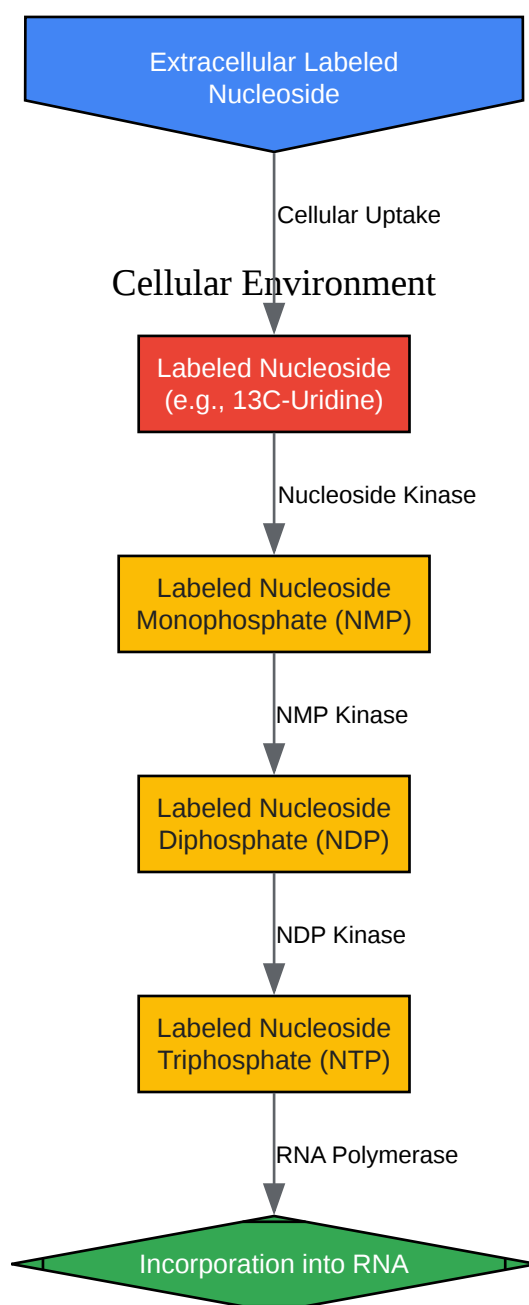 Extracellular Labeled
Nucleoside
Cellular Uptake
Cellular Environment
Labeled Nucleoside
(e.g., 13C-Uridine)
Nucleoside Kinase
Labeled Nucleoside
Monophosphate (NMP)
NMP Kinase
Labeled Nucleoside
Diphosphate (NDP)
NDP Kinase
Labeled Nucleoside
Triphosphate (NTP)
RNA Polymerase
Incorporation into RNA